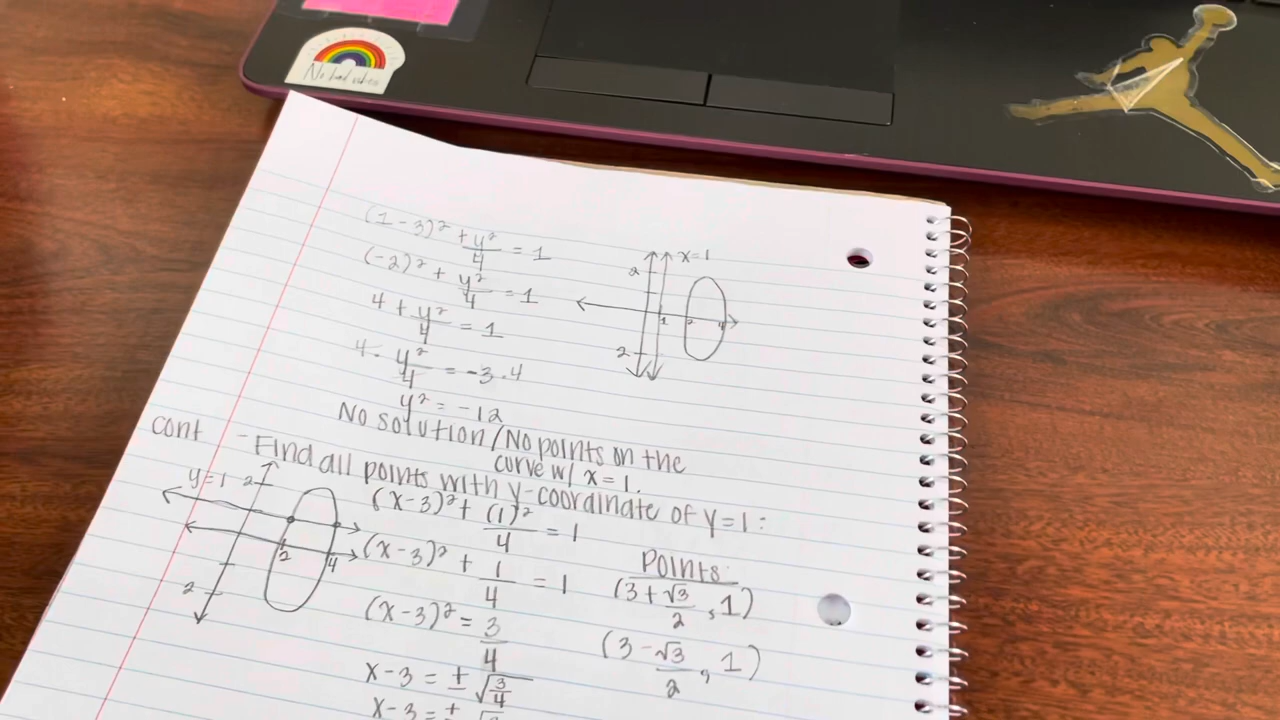 No bad vibes
(1-3)² + y²/4 = 1
(-2)² + y²/4 = 1
4 + y²/4 = 1
4 · y²/4 = -3 · 4
y² = -12
No solution/No points on the
curve w/ x=1.
x=1
2
1 2 4
2
cont - Find all points with y-coordinate of y=1:
y=1
2
2 4
2
(x-3)² + (1)²/4 = 1
(x-3)² + 1/4 = 1
(x-3)² = 3/4
x-3 = ± √3/4
x-3 = ±
Points:
(3 + √3/2, 1)
(3 - √3/2, 1)